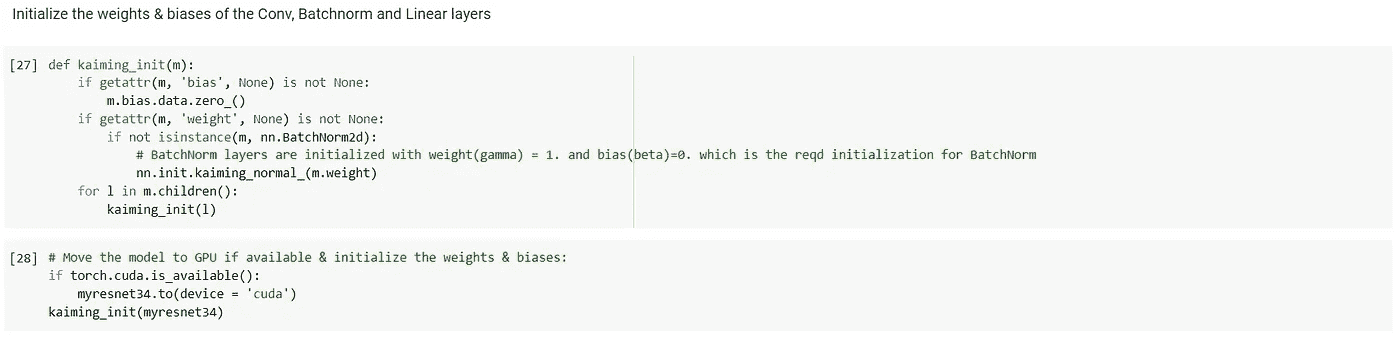 Initialize the weights & biases of the Conv, Batchnorm and Linear layers
[27] def kaiming_init(m):
         if getattr(m, 'bias', None) is not None:
             m.bias.data.zero_()
         if getattr(m, 'weight', None) is not None:
             if not isinstance(m, nn.BatchNorm2d):
                 # BatchNorm layers are initialized with weight(gamma) = 1. and bias(beta)=0. which is the reqd initialization for BatchNorm
                 nn.init.kaiming_normal_(m.weight)
         for l in m.children():
             kaiming_init(l)
[28] # Move the model to GPU if available & initialize the weights & biases:
     if torch.cuda.is_available():
         myresnet34.to(device = 'cuda')
     kaiming_init(myresnet34)